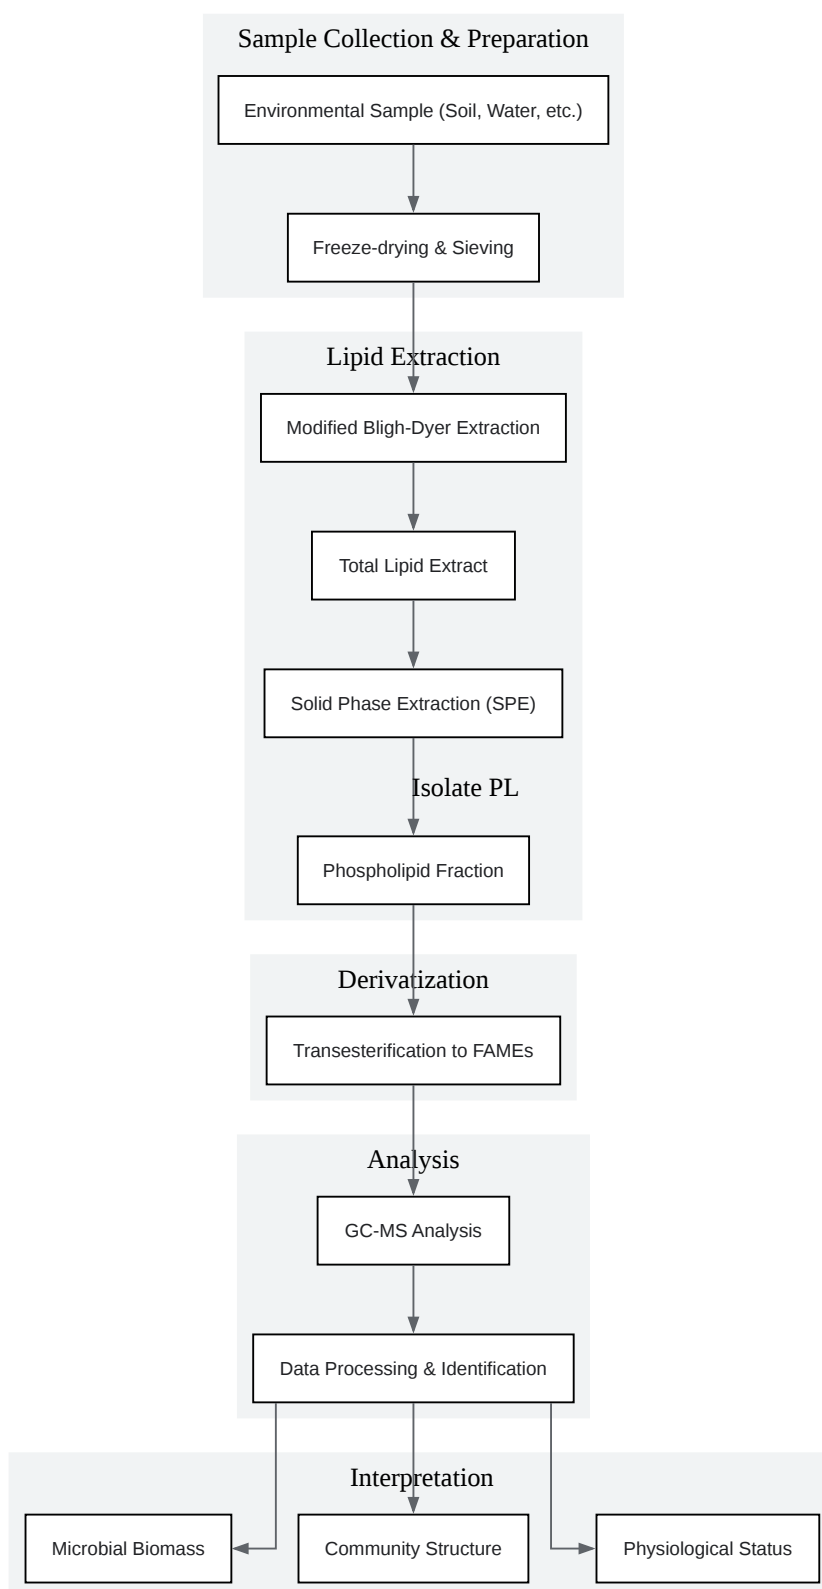 Sample Collection & Preparation
Environmental Sample (Soil, Water, etc.)
Freeze-drying & Sieving
Lipid Extraction
Modified Bligh-Dyer Extraction
Total Lipid Extract
Solid Phase Extraction (SPE)
Isolate PL
Phospholipid Fraction
Derivatization
Transesterification to FAMEs
Analysis
GC-MS Analysis
Data Processing & Identification
Interpretation
Microbial Biomass
Community Structure
Physiological Status